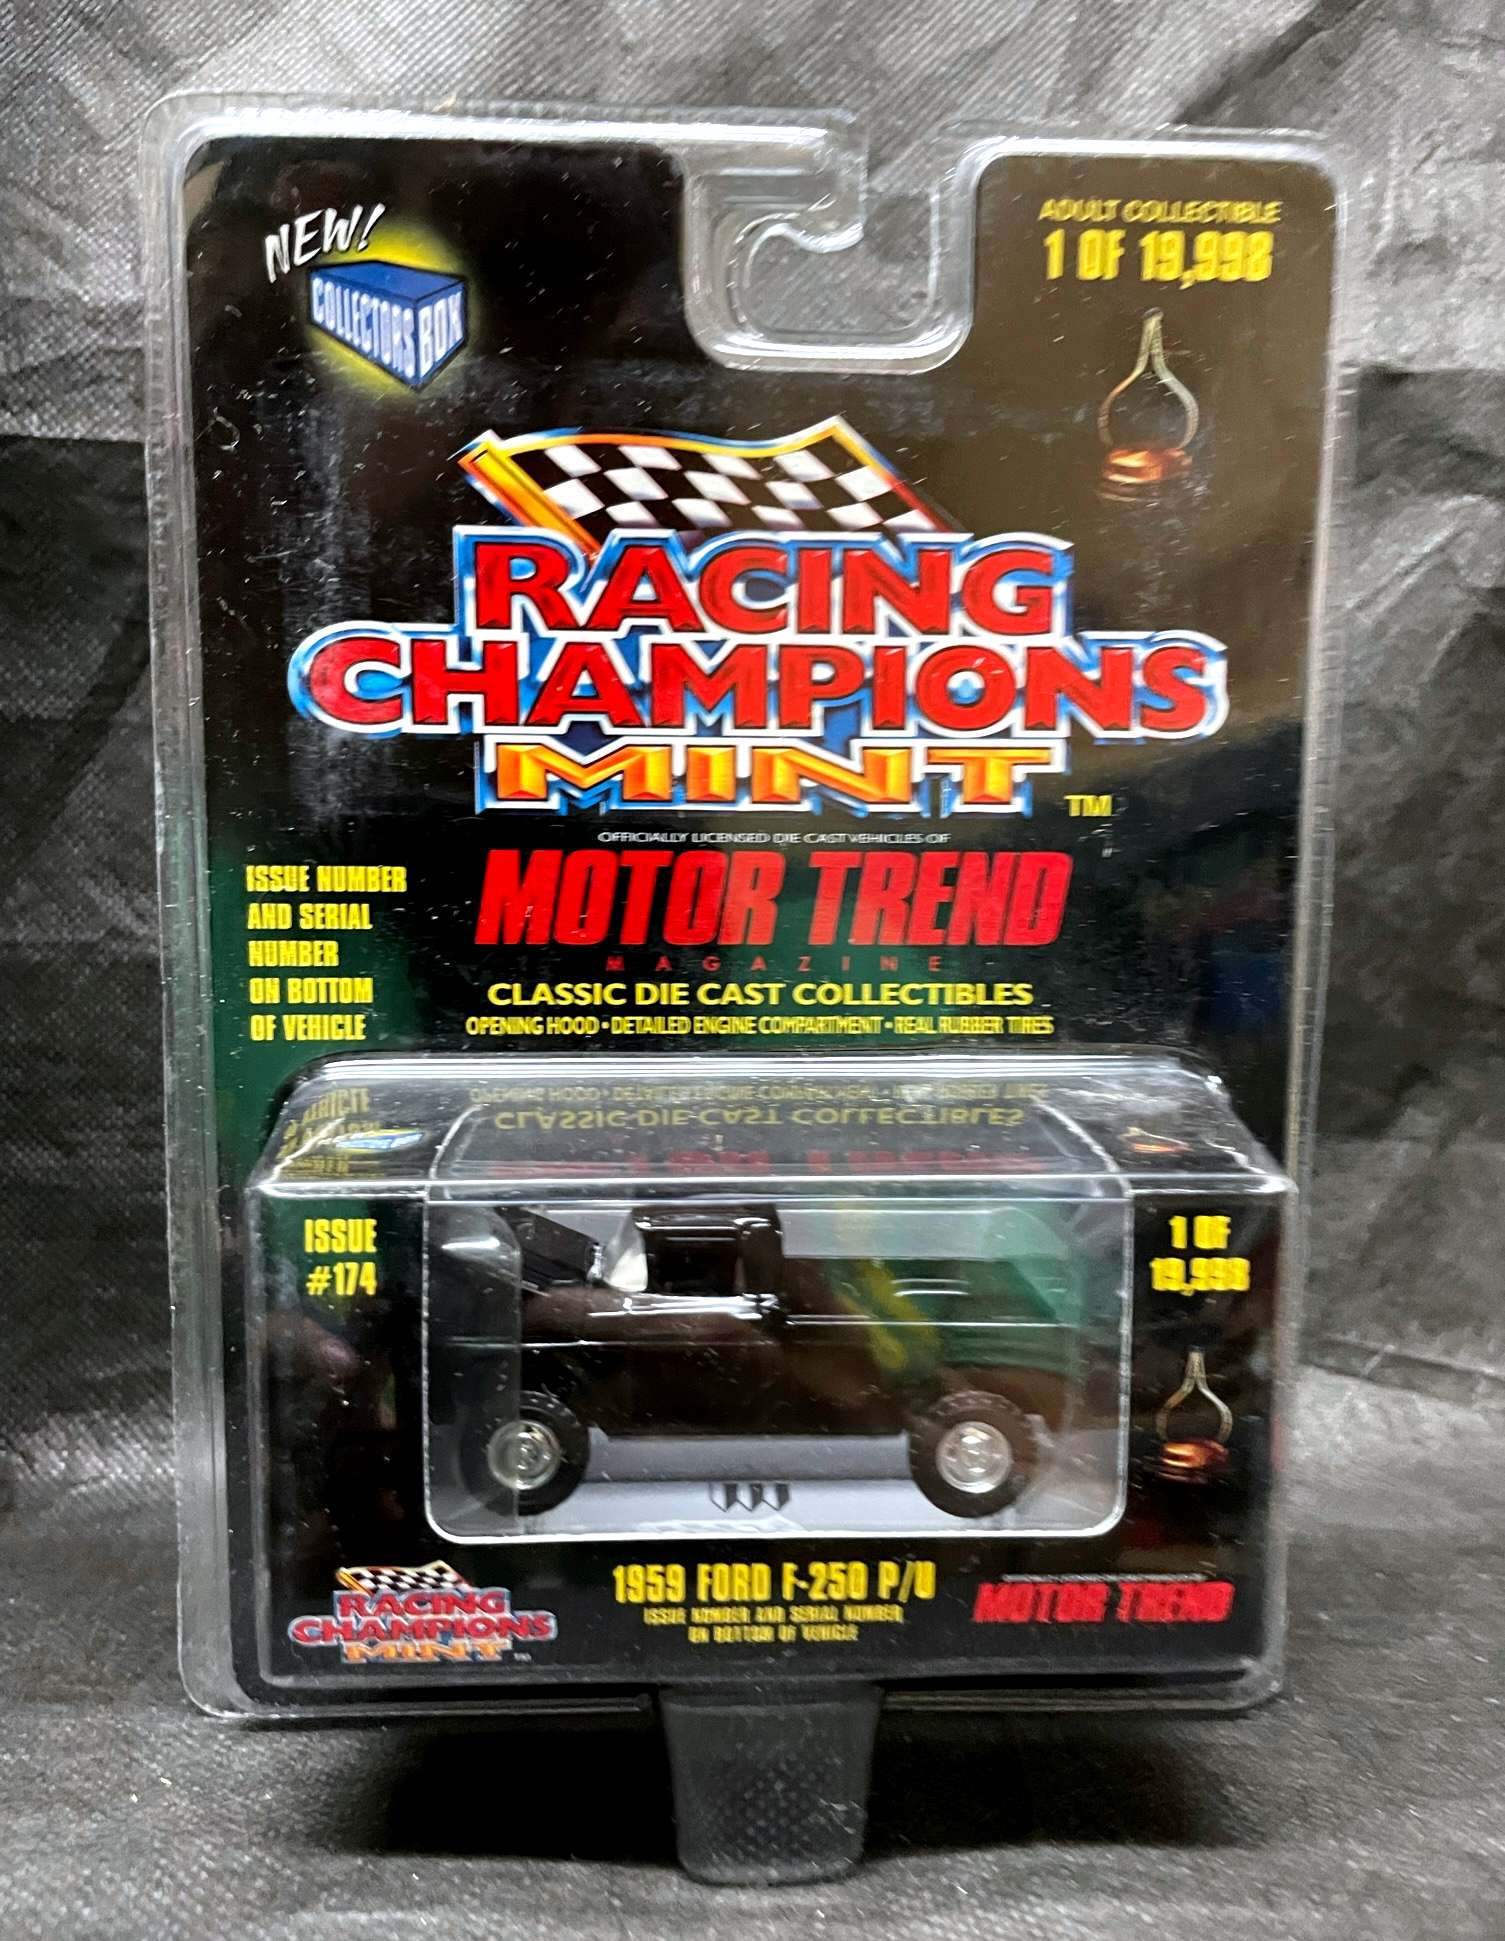 NEW!
COLLECTORS BOX
ADULT COLLECTIBLE
1 OF 19,998
RACING
CHAMPIONS
MINT
TM
OFFICIALLY LICENSED DIE CAST VEHICLES OF
MOTOR TREND
MAGAZINE
CLASSIC DIE CAST COLLECTIBLES
OPENING HOOD • DETAILED ENGINE COMPARTMENT • REAL RUBBER TIRES
ISSUE NUMBER
AND SERIAL
NUMBER
ON BOTTOM
OF VEHICLE
ISSUE
#174
1 OF
19,998
RACING
CHAMPIONS
MINT
1959 FORD F-250 P/U
ISSUE NUMBER AND SERIAL NUMBER
ON BOTTOM OF VEHICLE
MOTOR TREND